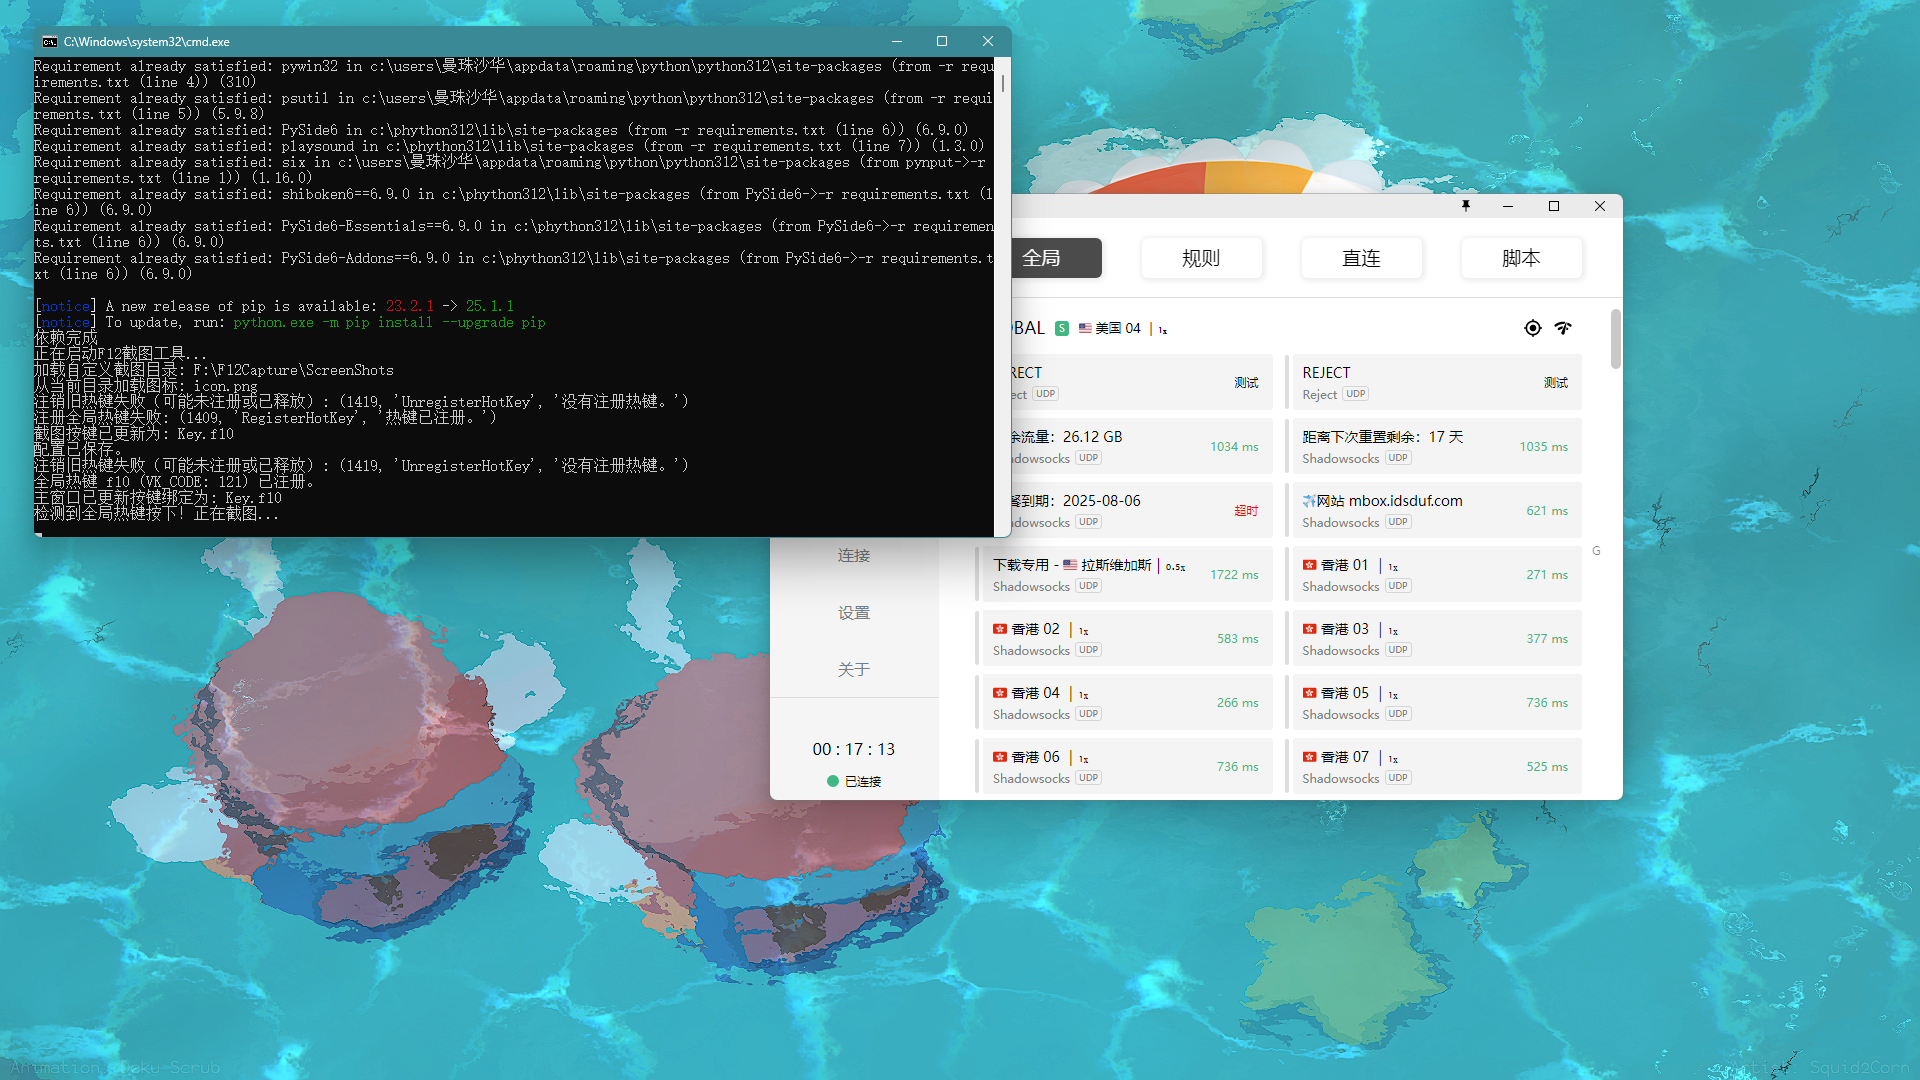 C:\Windows\system32\cmd.exe
Requirement already satisfied: pywin32 in c:\users\曼珠沙华\appdata\roaming\python\python312\site-packages (from -r requ
irements.txt (line 4)) (310)
Requirement already satisfied: psutil in c:\users\曼珠沙华\appdata\roaming\python\python312\site-packages (from -r requi
rements.txt (line 5)) (5.9.8)
Requirement already satisfied: PySide6 in c:\phython312\lib\site-packages (from -r requirements.txt (line 6)) (6.9.0)
Requirement already satisfied: playsound in c:\phython312\lib\site-packages (from -r requirements.txt (line 7)) (1.3.0)
Requirement already satisfied: six in c:\users\曼珠沙华\appdata\roaming\python\python312\site-packages (from pynput->-r
requirements.txt (line 1)) (1.16.0)
Requirement already satisfied: shiboken6==6.9.0 in c:\phython312\lib\site-packages (from PySide6->-r requirements.txt (l
ine 6)) (6.9.0)
Requirement already satisfied: PySide6-Essentials==6.9.0 in c:\phython312\lib\site-packages (from PySide6->-r requiremen
ts.txt (line 6)) (6.9.0)
Requirement already satisfied: PySide6-Addons==6.9.0 in c:\phython312\lib\site-packages (from PySide6->-r requirements.t
xt (line 6)) (6.9.0)
[notice] A new release of pip is available: 23.2.1 -> 25.1.1
[notice] To update, run: python.exe -m pip install --upgrade pip
依赖完成
正在启动F12截图工具...
加载自定义截图目录: F:\F12Capture\ScreenShots
从当前目录加载图标: icon.png
注销旧热键失败（可能未注册或已释放）: (1419, 'UnregisterHotKey', '没有注册热键。')
注册全局热键失败: (1409, 'RegisterHotKey', '热键已注册。')
截图按键已更新为: Key.f10
配置已保存。
注销旧热键失败（可能未注册或已释放）: (1419, 'UnregisterHotKey', '没有注册热键。')
全局热键 f10 (VK_CODE: 121) 已注册。
主窗口已更新按键绑定为: Key.f10
检测到全局热键按下! 正在截图...
全局 规则 直连 脚本
OBAL S 🇺🇸 美国 04 | 1x
RECT 测试
ect UDP
REJECT 测试
Reject UDP
余流量：26.12 GB 1034 ms
adowsocks UDP
距离下次重置剩余：17 天 1035 ms
Shadowsocks UDP
餐到期：2025-08-06 超时
adowsocks UDP
✈️网站 mbox.idsduf.com 621 ms
Shadowsocks UDP
下载专用 - 🇺🇸 拉斯维加斯 | 0.5x 1722 ms
Shadowsocks UDP
🇭🇰 香港 01 | 1x 271 ms
Shadowsocks UDP
🇭🇰 香港 02 | 1x 583 ms
Shadowsocks UDP
🇭🇰 香港 03 | 1x 377 ms
Shadowsocks UDP
🇭🇰 香港 04 | 1x 266 ms
Shadowsocks UDP
🇭🇰 香港 05 | 1x 736 ms
Shadowsocks UDP
🇭🇰 香港 06 | 1x 736 ms
Shadowsocks UDP
🇭🇰 香港 07 | 1x 525 ms
Shadowsocks UDP
G
连接
设置
关于
00 : 17 : 13
已连接
Animation
Scrub
Squid2Corn